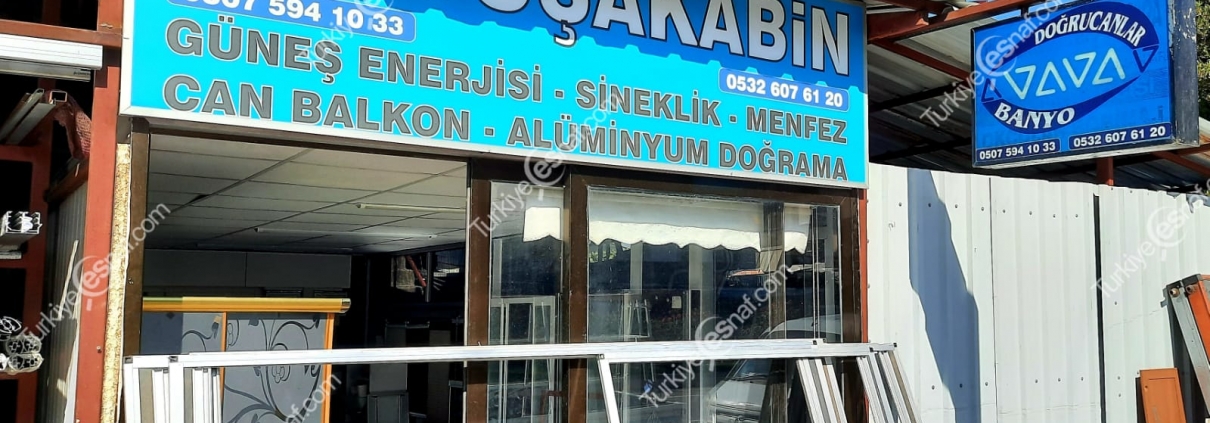 0507 594 10 33
UŞAKABİN
0532 607 61 20
GÜNEŞ ENERJİSİ - SİNEKLİK - MENFEZ
CAN BALKON - ALÜMİNYUM DOĞRAMA
DOĞRUCANLAR
VAVA
BANYO
0507 594 10 33
0532 607 61 20
Türkiyeesnaf.com